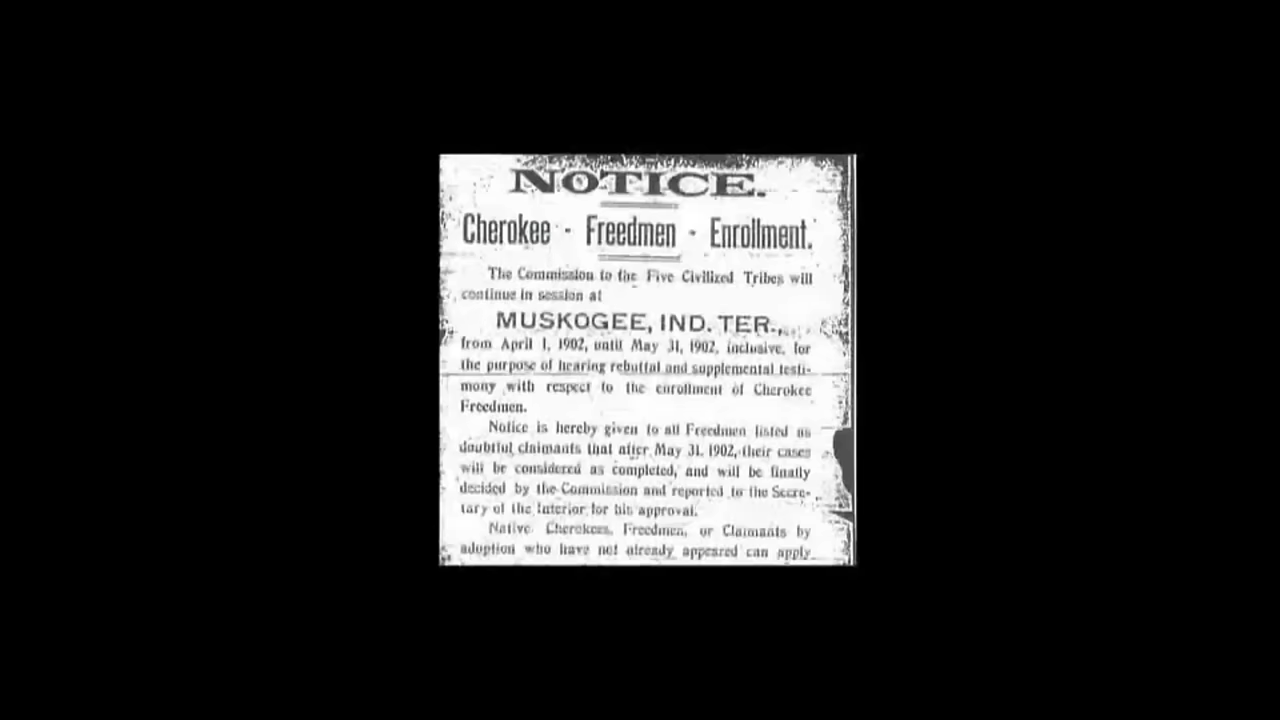 NOTICE.
Cherokee - Freedmen - Enrollment.
The Commission to the Five Civilized Tribes will
continue in session at
MUSKOGEE, IND. TER.,
from April 1, 1902, until May 31, 1902, inclusive, for
the purpose of hearing rebuttal and supplemental testi-
mony with respect to the enrollment of Cherokee
Freedmen.
Notice is hereby given to all Freedmen listed as
doubtful claimants that after May 31, 1902, their cases
will be considered as completed, and will be finally
decided by the Commission and reported to the Secre-
tary of the Interior for his approval.
Native Cherokees, Freedmen, or Claimants by
adoption who have not already appeared can apply